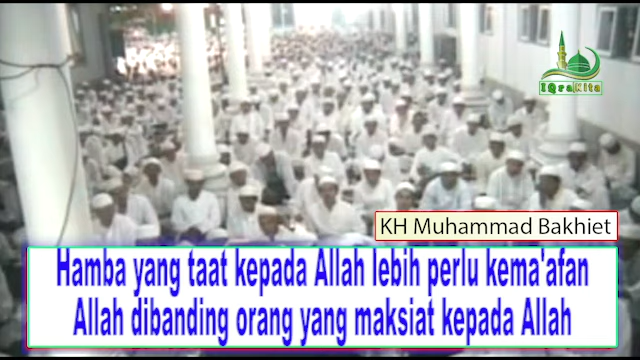 IQraKita
KH Muhammad Bakhiet
Hamba yang taat kepada Allah lebih perlu kema'afan
Allah dibanding orang yang maksiat kepada Allah